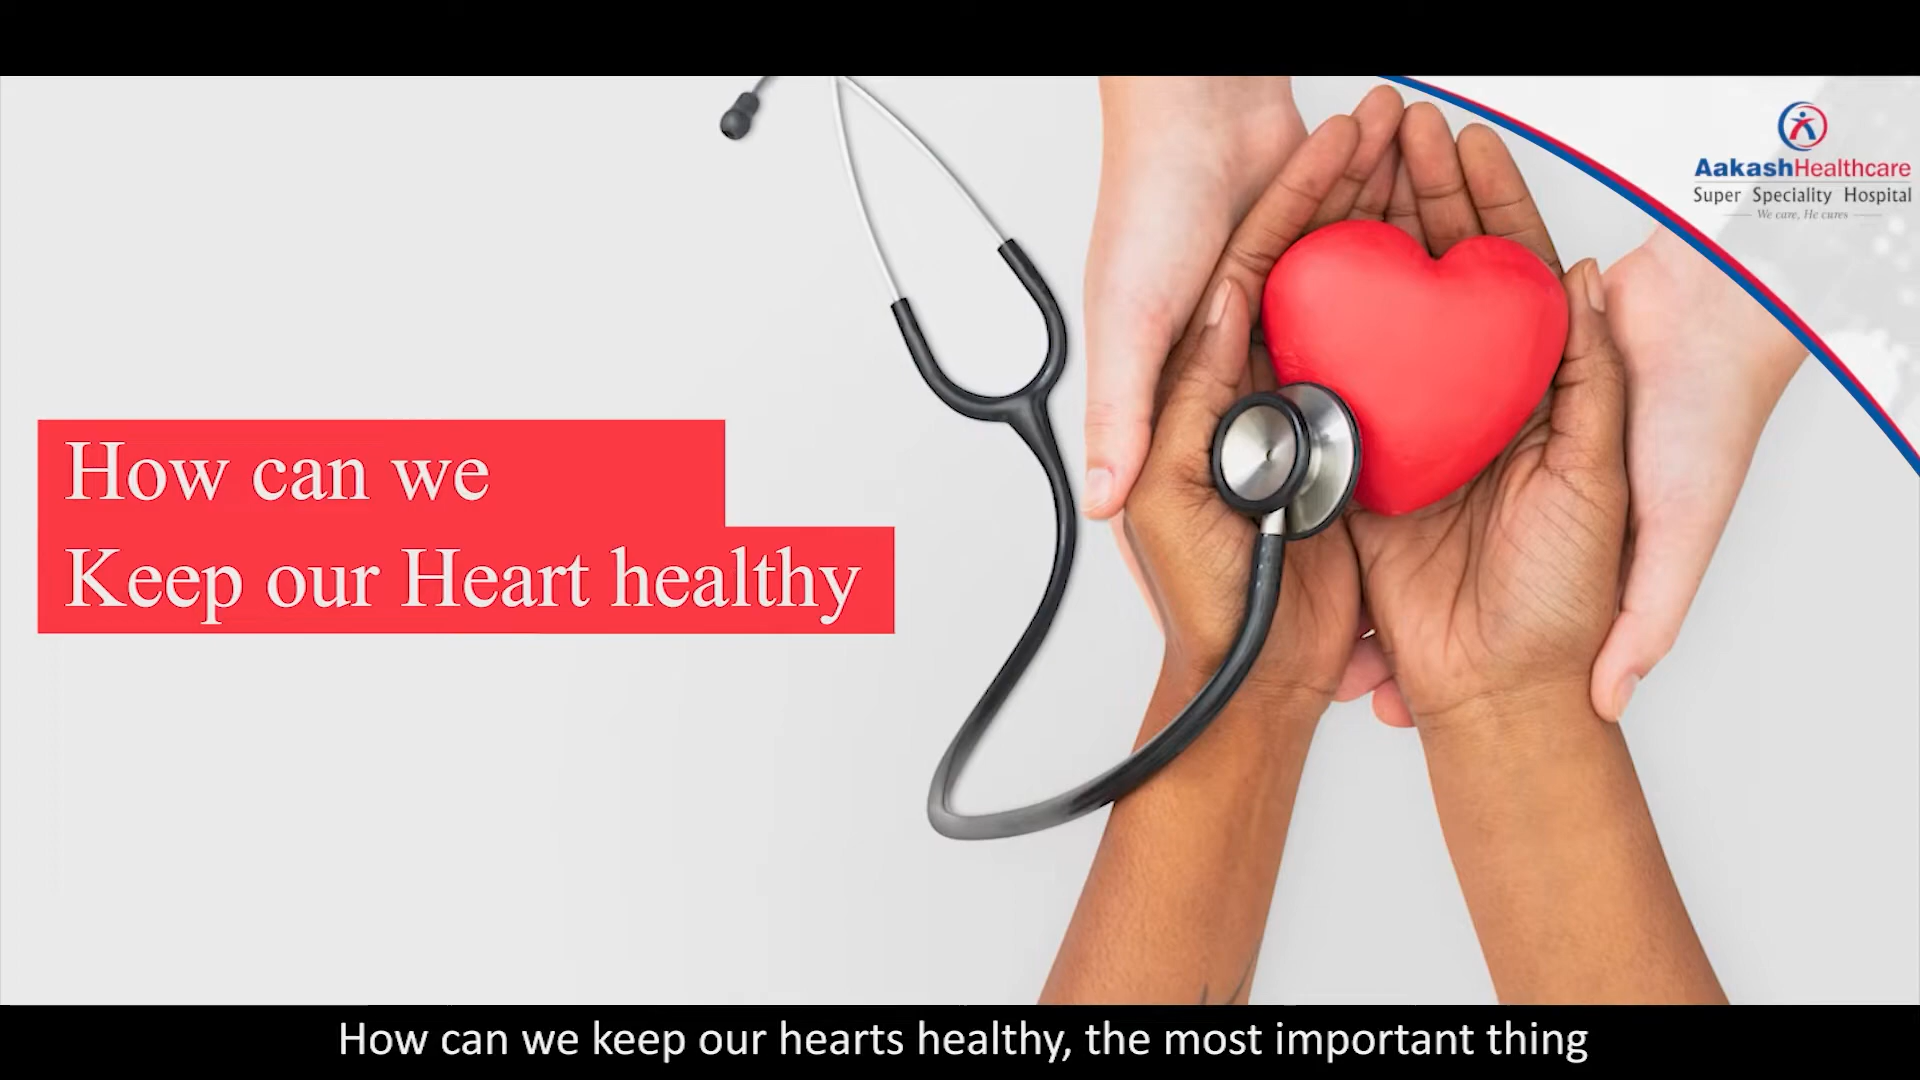 AakashHealthcare
Super Speciality Hospital
We care, He cures
How can we
Keep our Heart healthy
How can we keep our hearts healthy, the most important thing